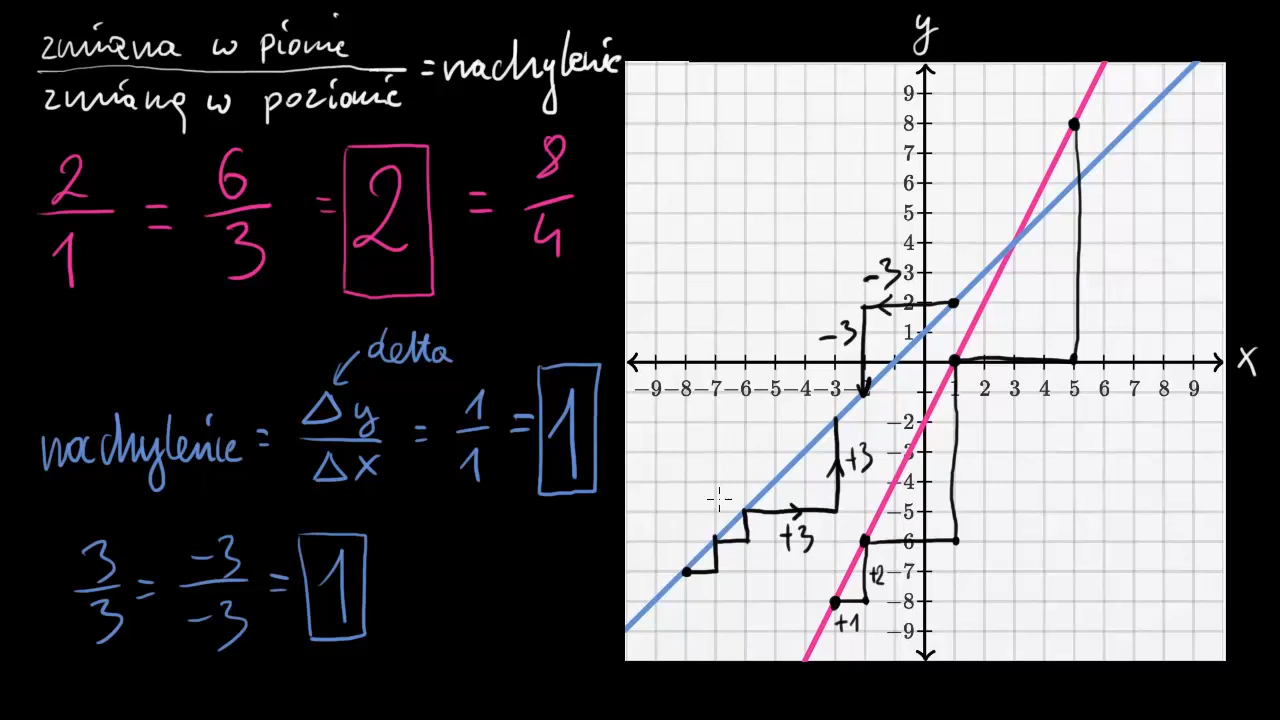 zmiana w pionie
zmianą w poziomie = nachylenie
2/1 = 6/3 = 2 = 8/4
delta
nachylenie = Δy/Δx = 1/1 = 1
3/3 = -3/-3 = 1
y
9
8
7
6
5
4
3
2
1
x
-9 -8 -7 -6 -5 -4 -3 -2 1 2 3 4 5 6 7 8 9
-2
-3
-4
-5
-6
-7
-8
-9
-3
-3
+3
+3
+2
+1